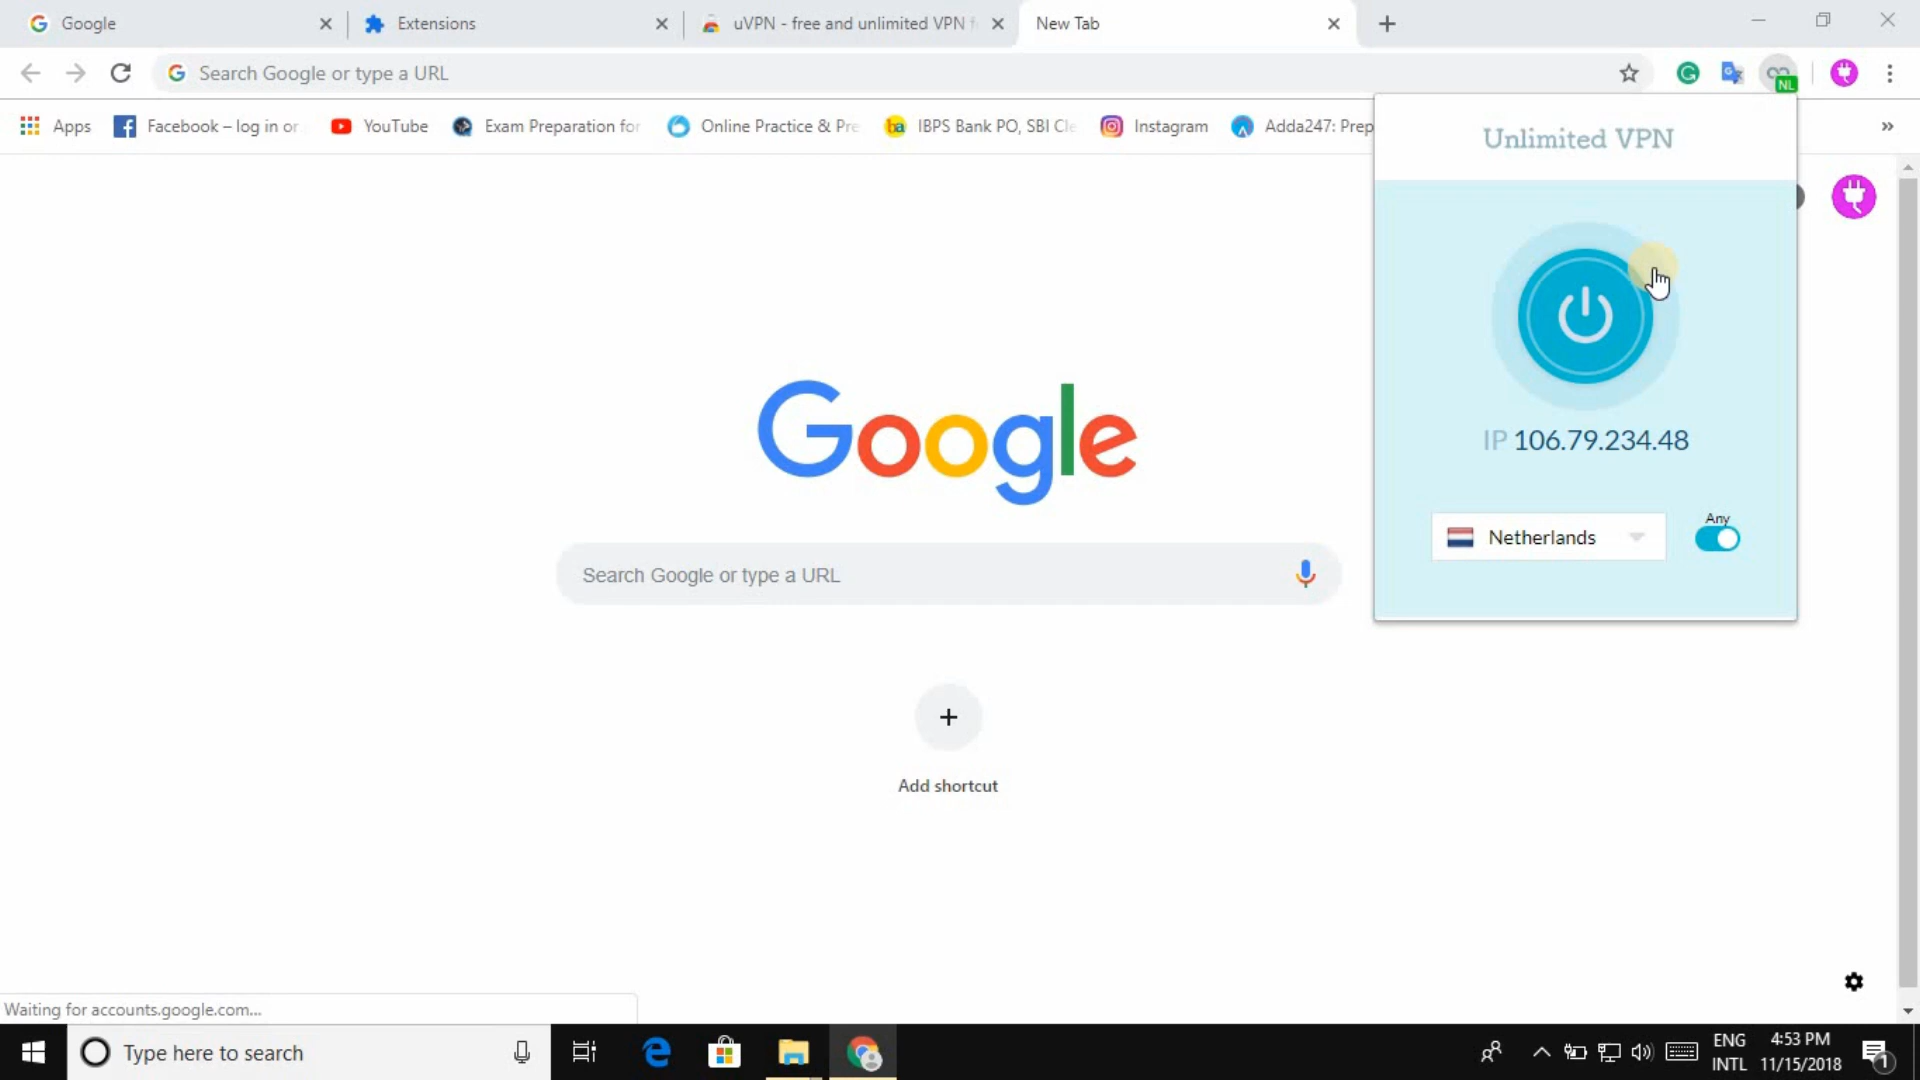 Google
Extensions
uVPN - free and unlimited VPN f
New Tab
Search Google or type a URL
NL
Apps
Facebook – log in or
YouTube
Exam Preparation for
Online Practice & Pre
ba
IBPS Bank PO, SBI Cle
Instagram
Adda247: Prep
»
Unlimited VPN
IP 106.79.234.48
Netherlands
Any
Google
Search Google or type a URL
Add shortcut
Waiting for accounts.google.com...
Type here to search
ENG
INTL
4:53 PM
11/15/2018
1